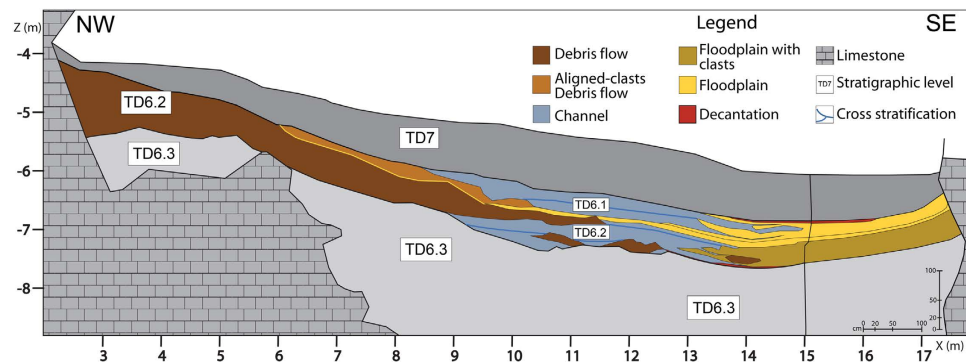 Z (m)
NW
Legend
SE
Debris flow
Aligned-clasts
Debris flow
Channel
Floodplain with
clasts
Floodplain
Decantation
Limestone
TD7
Stratigraphic level
Cross stratification
-4
-5
-6
-7
-8
TD6.2
TD6.3
TD7
TD6.1
TD6.2
TD6.3
TD6.3
100
50
20
0
cm 0 20 60 100
3 4 5 6 7 8 9 10 11 12 13 14 15 16 17 X (m)